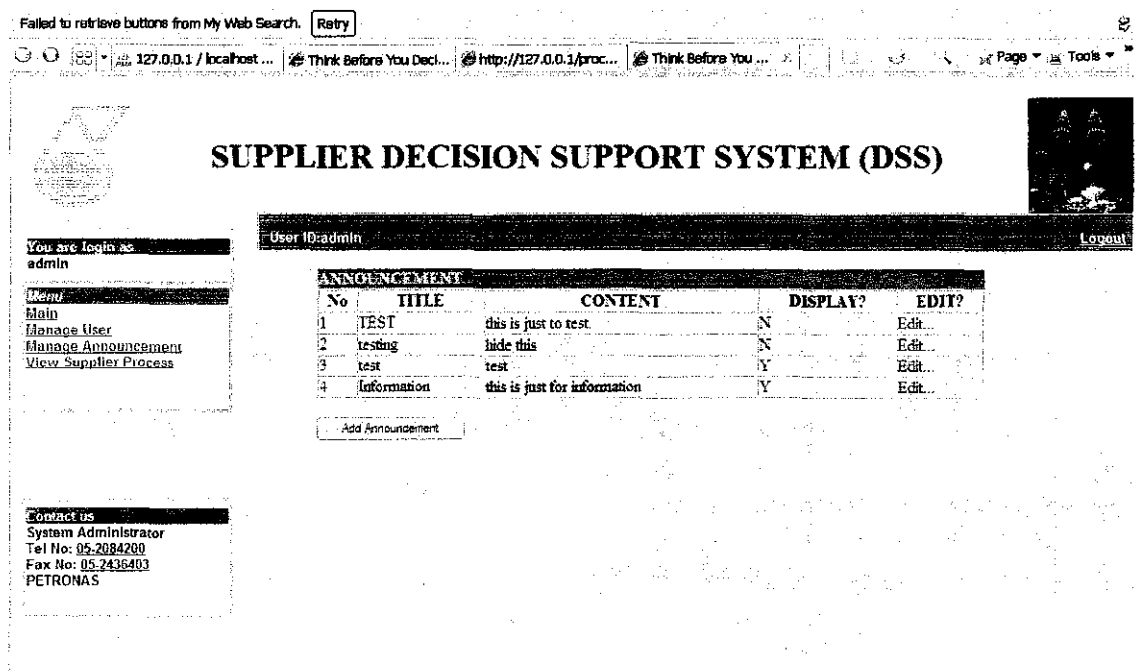 Failed to retrieve buttons from My Web Search. Retry
127.0.0.1 / localhost ... Think Before You Deci... http://127.0.0.1/proc... Think Before You ... Page Tools
SUPPLIER DECISION SUPPORT SYSTEM (DSS)
User ID:admin Logout
You are login as
admin
Menu
Main
Manage User
Manage Announcement
View Supplier Process
ANNOUNCEMENT
No TITLE CONTENT DISPLAY? EDIT?
1 TEST this is just to test. N Edit...
2 testing hide this N Edit...
3 test test Y Edit...
4 Information this is just for information Y Edit...
Add Announcement
Contact us
System Administrator
Tel No: 05-2084200
Fax No: 05-2436403
PETRONAS